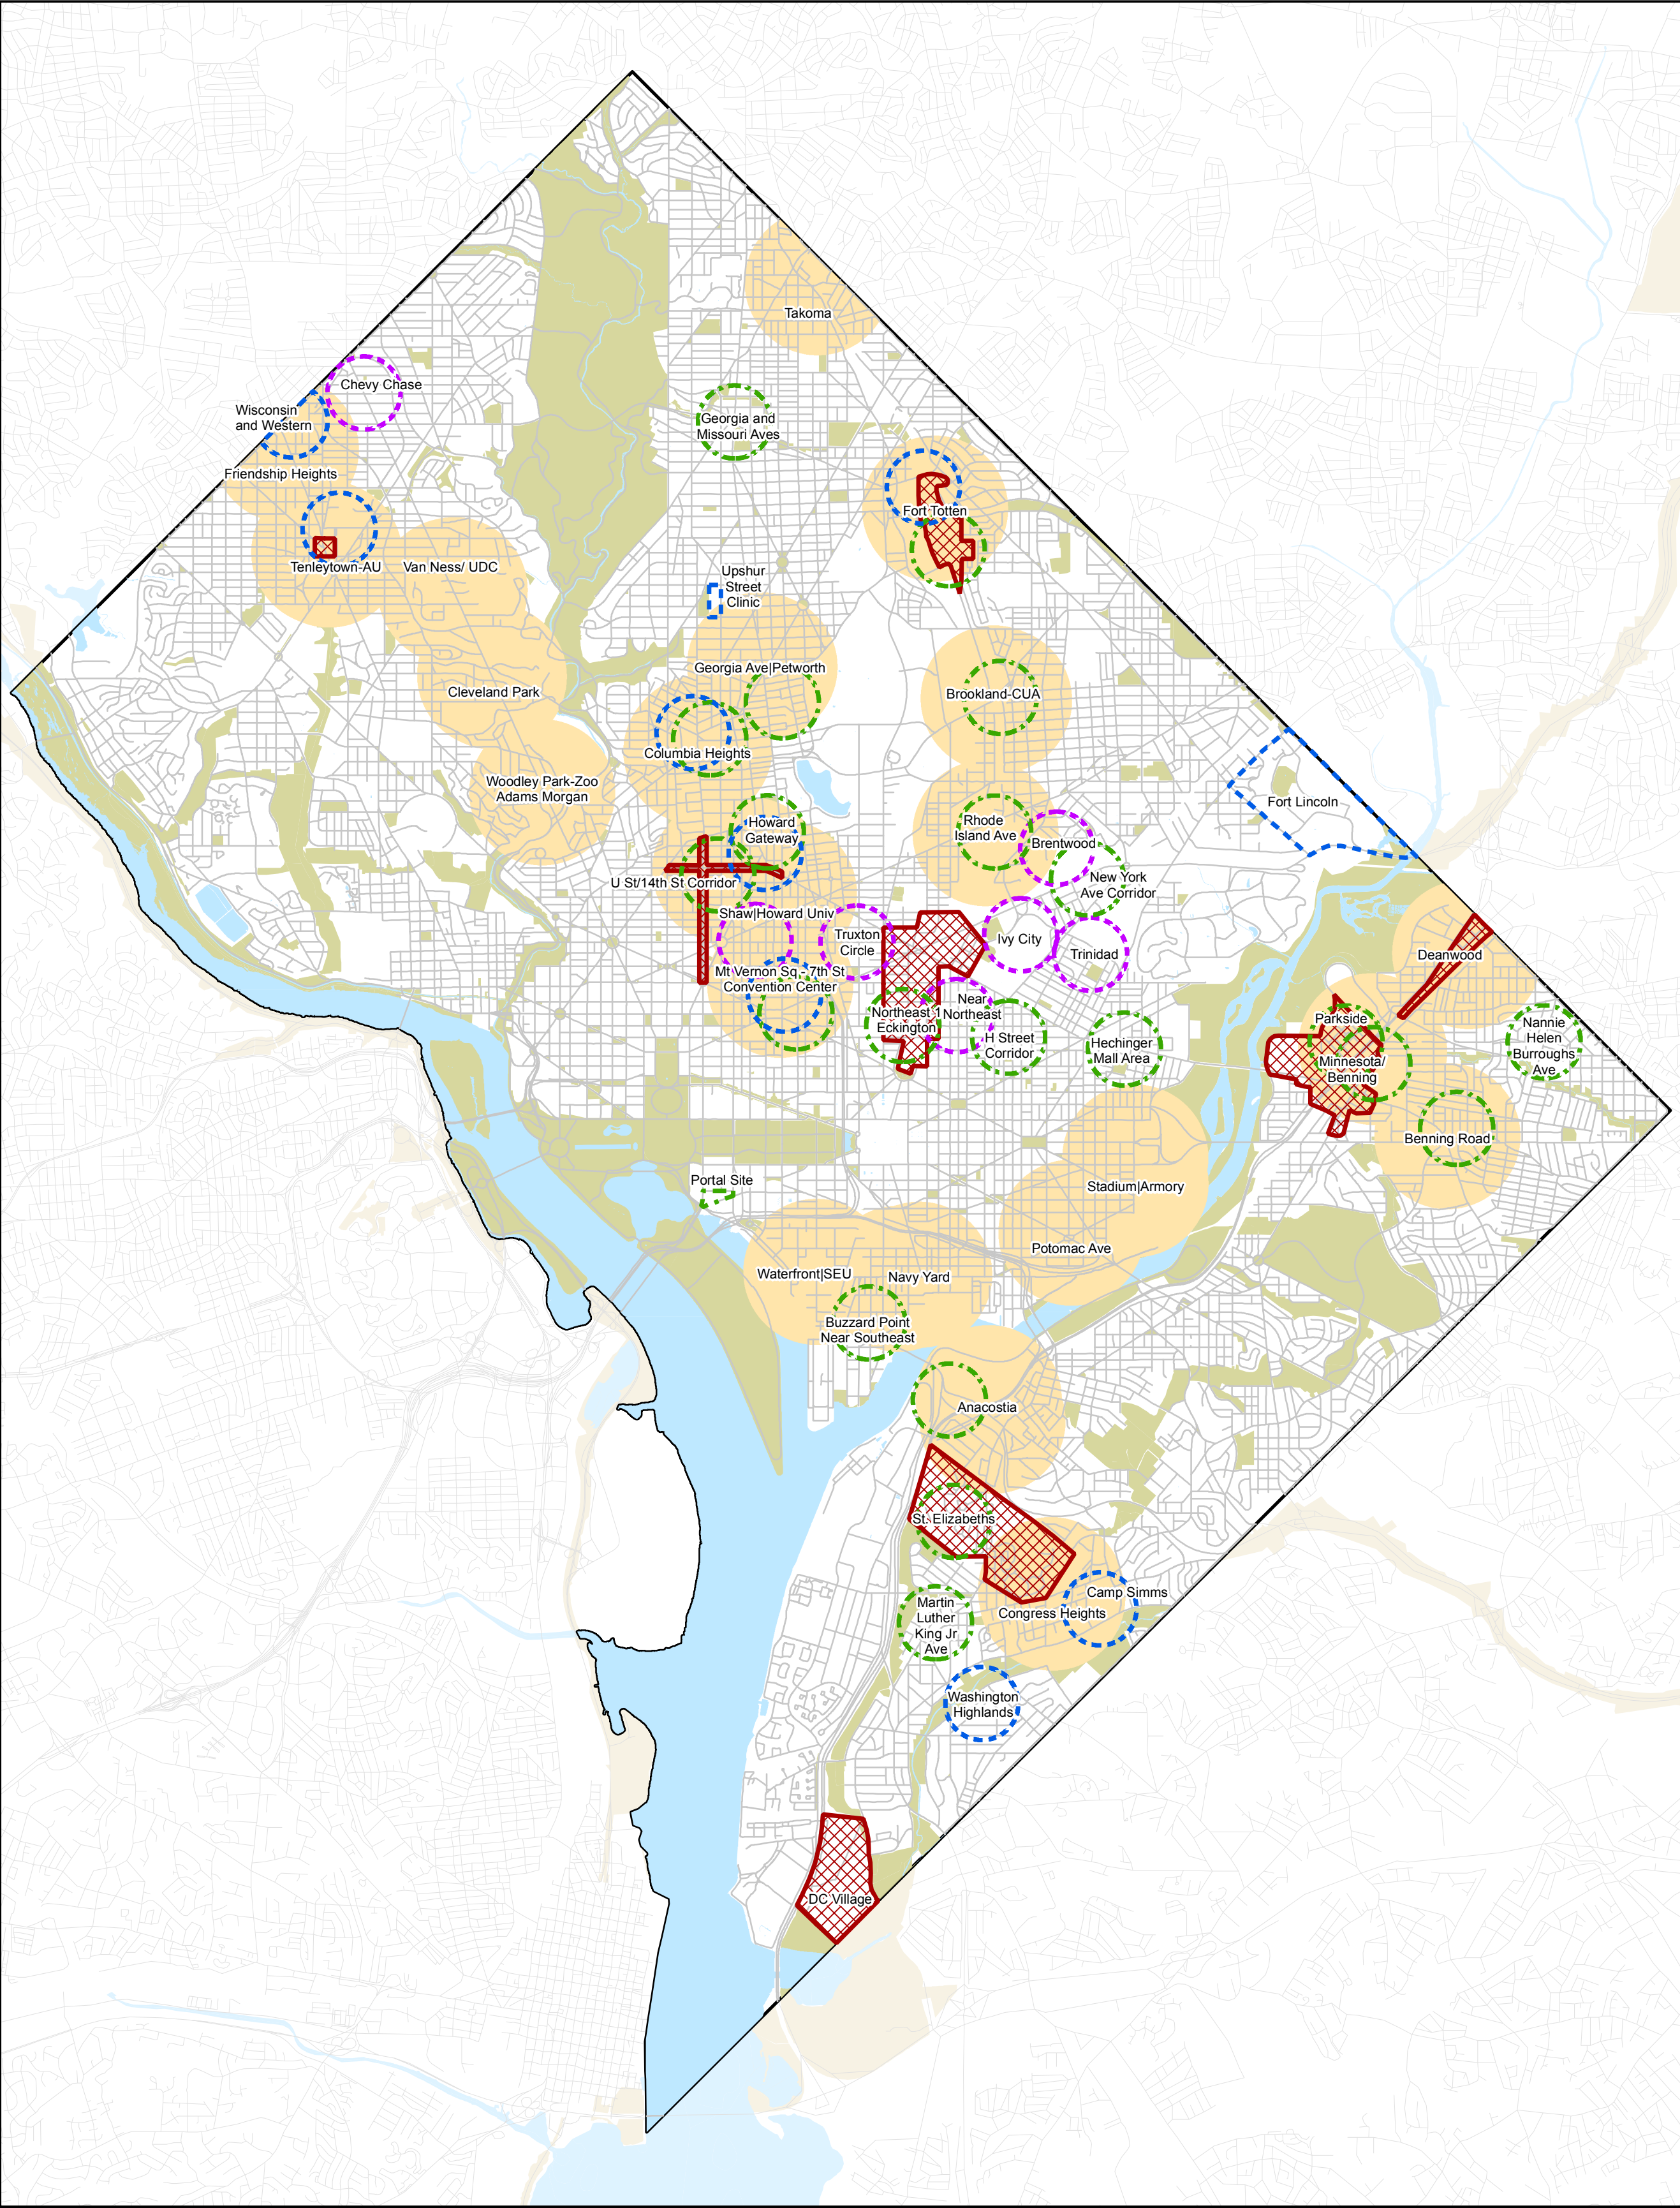 Takoma
Chevy Chase
Wisconsin
and Western
Georgia and
Missouri Aves
Friendship Heights
Fort Totten
Tenleytown-AU
Van Ness/ UDC
Upshur
Street
Clinic
Georgia Ave|Petworth
Cleveland Park
Brookland-CUA
Columbia Heights
Woodley Park-Zoo
Adams Morgan
Fort Lincoln
Howard
Gateway
Rhode
Island Ave
Brentwood
U St/14th St Corridor
New York
Ave Corridor
Shaw|Howard Univ
Truxton
Circle
Ivy City
Trinidad
Deanwood
Mt Vernon Sq - 7th St
Convention Center
Near
Northeast
Northeast 1
Eckington
H Street
Corridor
Hechinger
Mall Area
Parkside
Nannie
Helen
Burroughs
Ave
Minnesota/
Benning
Benning Road
Portal Site
Stadium|Armory
Potomac Ave
Waterfront|SEU
Navy Yard
Buzzard Point
Near Southeast
Anacostia
St. Elizabeths
Camp Simms
Congress Heights
Martin
Luther
King Jr
Ave
Washington
Highlands
DC Village